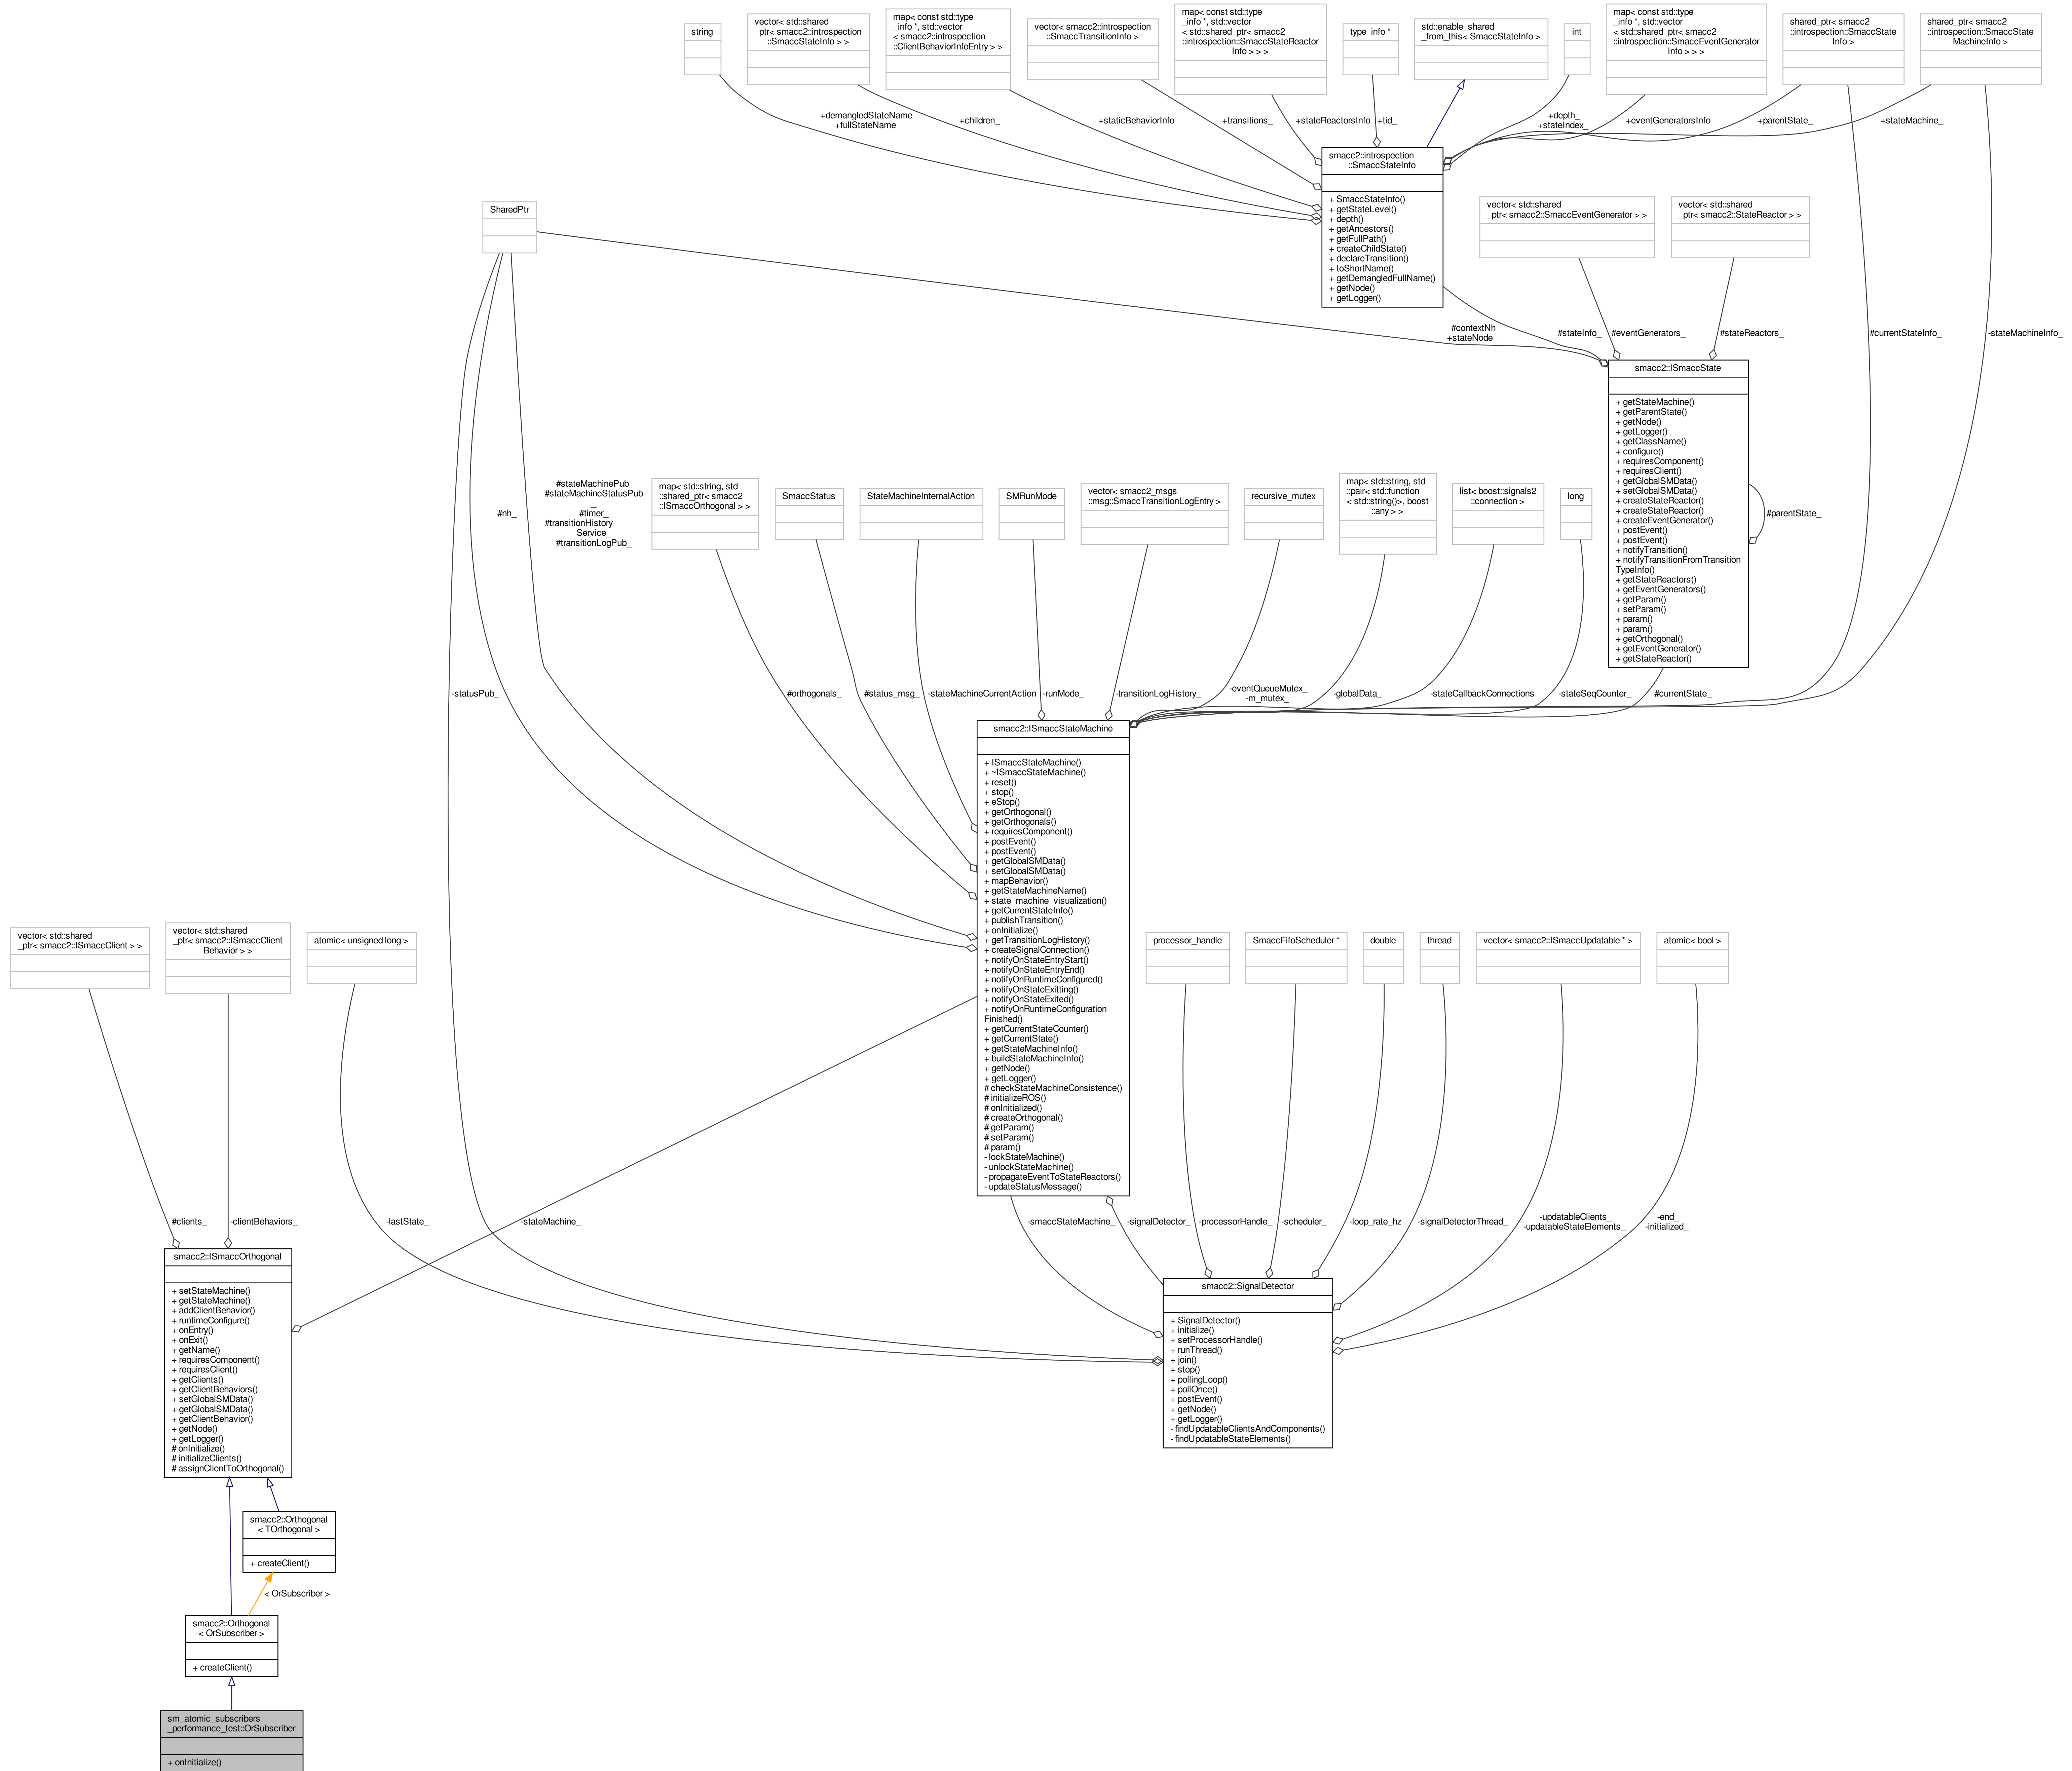 string
vector< std::shared
_ptr< smacc2::introspection
::SmaccStateInfo > >
map< const std::type
_info *, std::vector
< smacc2::introspection
::ClientBehaviorInfoEntry > >
vector< smacc2::introspection
::SmaccTransitionInfo >
map< const std::type
_info *, std::vector
< std::shared_ptr< smacc2
::introspection::SmaccStateReactor
Info > > >
type_info *
std::enable_shared
_from_this< SmaccStateInfo >
int
map< const std::type
_info *, std::vector
< std::shared_ptr< smacc2
::introspection::SmaccEventGenerator
Info > > >
shared_ptr< smacc2
::introspection::SmaccState
Info >
shared_ptr< smacc2
::introspection::SmaccState
MachineInfo >
+demangledStateName
+fullStateName
+children_
+staticBehaviorInfo
+transitions_
+stateReactorsInfo
+tid_
+depth_
+stateIndex_
+eventGeneratorsInfo
+parentState_
+stateMachine_
smacc2::introspection
::SmaccStateInfo
+ SmaccStateInfo()
+ getStateLevel()
+ depth()
+ getAncestors()
+ getFullPath()
+ createChildState()
+ declareTransition()
+ toShortName()
+ getDemangledFullName()
+ getNode()
+ getLogger()
SharedPtr
vector< std::shared
_ptr< smacc2::SmaccEventGenerator > >
vector< std::shared
_ptr< smacc2::StateReactor > >
#contextNh
+stateNode_
#stateInfo_
#eventGenerators_
#stateReactors_
#currentStateInfo_
-stateMachineInfo_
smacc2::ISmaccState
+ getStateMachine()
+ getParentState()
+ getNode()
+ getLogger()
+ getClassName()
+ configure()
+ requiresComponent()
+ requiresClient()
+ getGlobalSMData()
+ setGlobalSMData()
+ createStateReactor()
+ createStateReactor()
+ createEventGenerator()
+ postEvent()
+ postEvent()
+ notifyTransition()
+ notifyTransitionFromTransition
TypeInfo()
+ getStateReactors()
+ getEventGenerators()
+ getParam()
+ setParam()
+ param()
+ param()
+ getOrthogonal()
+ getEventGenerator()
+ getStateReactor()
#parentState_
#nh_
#stateMachinePub_
#stateMachineStatusPub
_
#timer_
#transitionHistory
Service_
#transitionLogPub_
map< std::string, std
::shared_ptr< smacc2
::ISmaccOrthogonal > >
SmaccStatus
StateMachineInternalAction
SMRunMode
vector< smacc2_msgs
::msg::SmaccTransitionLogEntry >
recursive_mutex
map< std::string, std
::pair< std::function
< std::string()>, boost
::any > >
list< boost::signals2
::connection >
long
-statusPub_
#orthogonals_
#status_msg_
-stateMachineCurrentAction
-runMode_
-transitionLogHistory_
-eventQueueMutex_
-m_mutex_
-globalData_
-stateCallbackConnections
-stateSeqCounter_
#currentState_
smacc2::ISmaccStateMachine
+ ISmaccStateMachine()
+ ~ISmaccStateMachine()
+ reset()
+ stop()
+ eStop()
+ getOrthogonal()
+ getOrthogonals()
+ requiresComponent()
+ postEvent()
+ postEvent()
+ getGlobalSMData()
+ setGlobalSMData()
+ mapBehavior()
+ getStateMachineName()
+ state_machine_visualization()
+ getCurrentStateInfo()
+ publishTransition()
+ onInitialize()
+ getTransitionLogHistory()
+ createSignalConnection()
+ notifyOnStateEntryStart()
+ notifyOnStateEntryEnd()
+ notifyOnRuntimeConfigured()
+ notifyOnStateExitting()
+ notifyOnStateExited()
+ notifyOnRuntimeConfiguration
Finished()
+ getCurrentStateCounter()
+ getCurrentState()
+ getStateMachineInfo()
+ buildStateMachineInfo()
+ getNode()
+ getLogger()
# checkStateMachineConsistence()
# initializeROS()
# onInitialized()
# createOrthogonal()
# getParam()
# setParam()
# param()
- lockStateMachine()
- unlockStateMachine()
- propagateEventToStateReactors()
- updateStatusMessage()
vector< std::shared
_ptr< smacc2::ISmaccClient > >
vector< std::shared
_ptr< smacc2::ISmaccClient
Behavior > >
atomic< unsigned long >
processor_handle
SmaccFifoScheduler *
double
thread
vector< smacc2::ISmaccUpdatable * >
atomic< bool >
#clients_
-clientBehaviors_
-lastState_
-stateMachine_
-smaccStateMachine_
-signalDetector_
-processorHandle_
-scheduler_
-loop_rate_hz
-signalDetectorThread_
-updatableClients_
-updatableStateElements_
-end_
-initialized_
smacc2::ISmaccOrthogonal
+ setStateMachine()
+ getStateMachine()
+ addClientBehavior()
+ runtimeConfigure()
+ onEntry()
+ onExit()
+ getName()
+ requiresComponent()
+ requiresClient()
+ getClients()
+ getClientBehaviors()
+ setGlobalSMData()
+ getGlobalSMData()
+ getClientBehavior()
+ getNode()
+ getLogger()
# onInitialize()
# initializeClients()
# assignClientToOrthogonal()
smacc2::SignalDetector
+ SignalDetector()
+ initialize()
+ setProcessorHandle()
+ runThread()
+ join()
+ stop()
+ pollingLoop()
+ pollOnce()
+ postEvent()
+ getNode()
+ getLogger()
- findUpdatableClientsAndComponents()
- findUpdatableStateElements()
smacc2::Orthogonal
< TOrthogonal >
+ createClient()
< OrSubscriber >
smacc2::Orthogonal
< OrSubscriber >
+ createClient()
sm_atomic_subscribers
_performance_test::OrSubscriber
+ onInitialize()